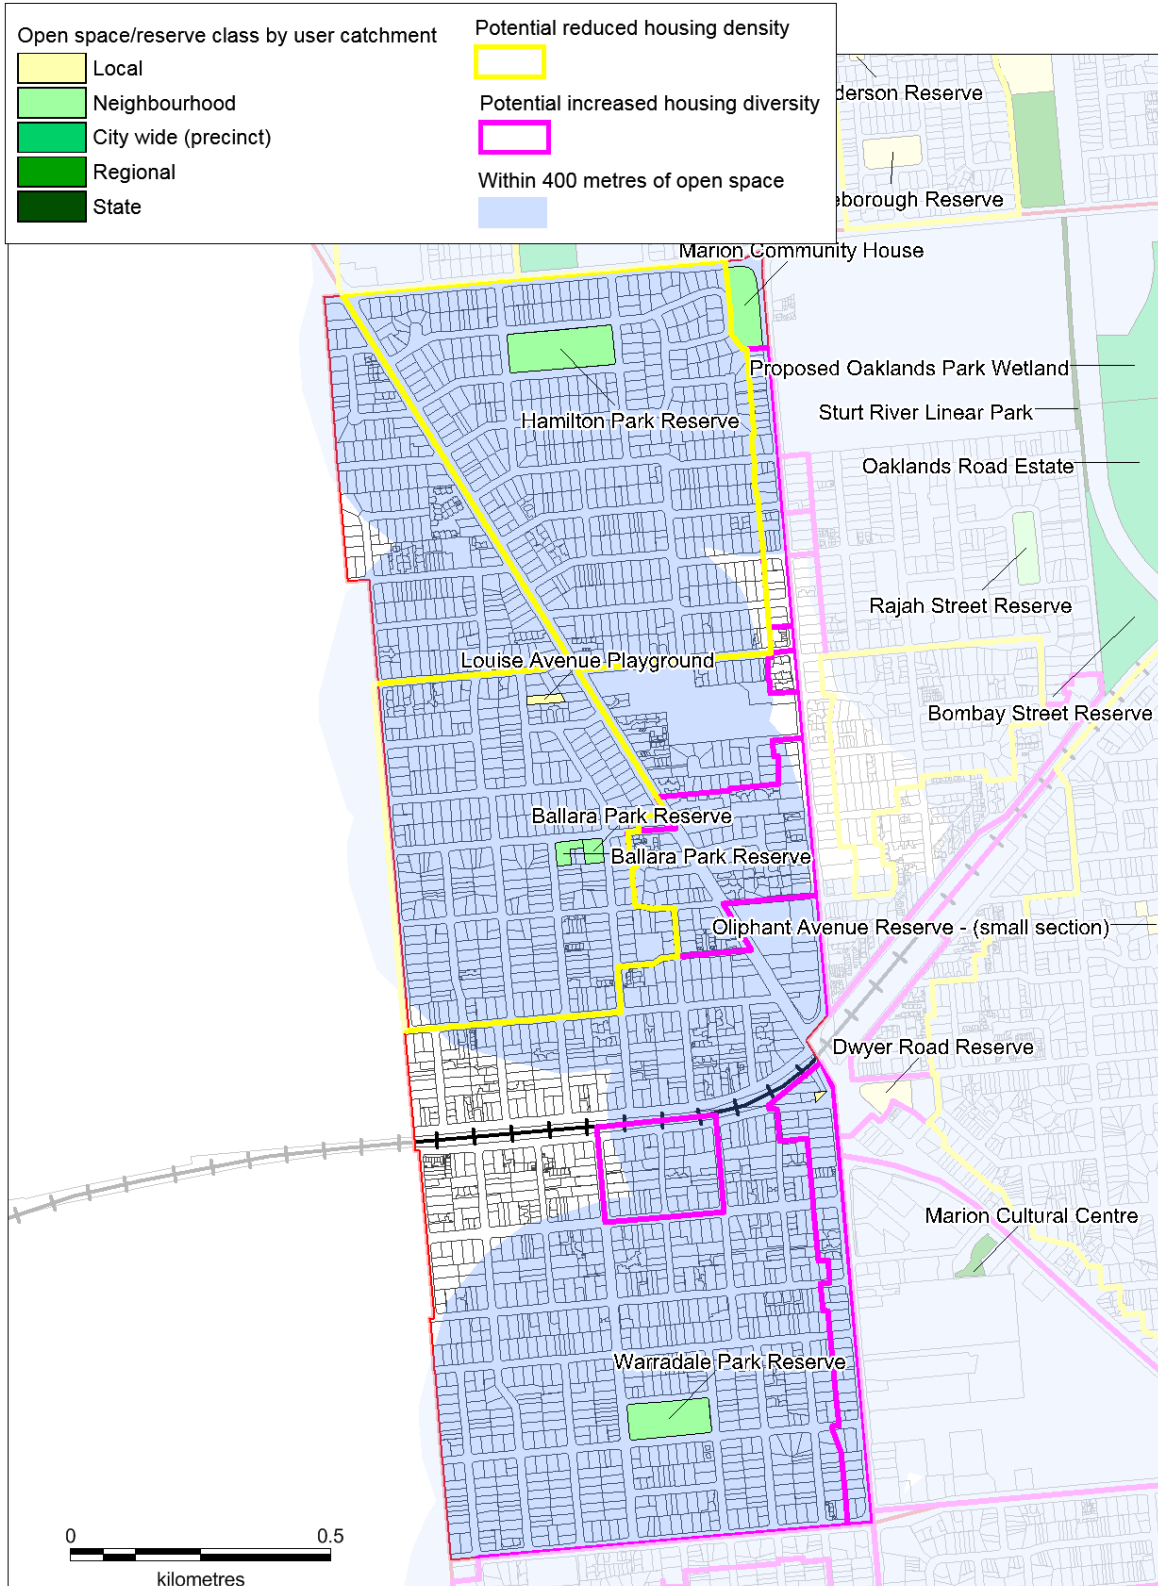 Open space/reserve class by user catchment
Local
Neighbourhood
City wide (precinct)
Regional
State
Potential reduced housing density
Potential increased housing diversity
Within 400 metres of open space
derson Reserve
eborough Reserve
Marion Community House
Proposed Oaklands Park Wetland
Sturt River Linear Park
Hamilton Park Reserve
Oaklands Road Estate
Rajah Street Reserve
Louise Avenue Playground
Bombay Street Reserve
Ballara Park Reserve
Ballara Park Reserve
Oliphant Avenue Reserve - (small section)
Dwyer Road Reserve
Marion Cultural Centre
Warradale Park Reserve
0 0.5
kilometres